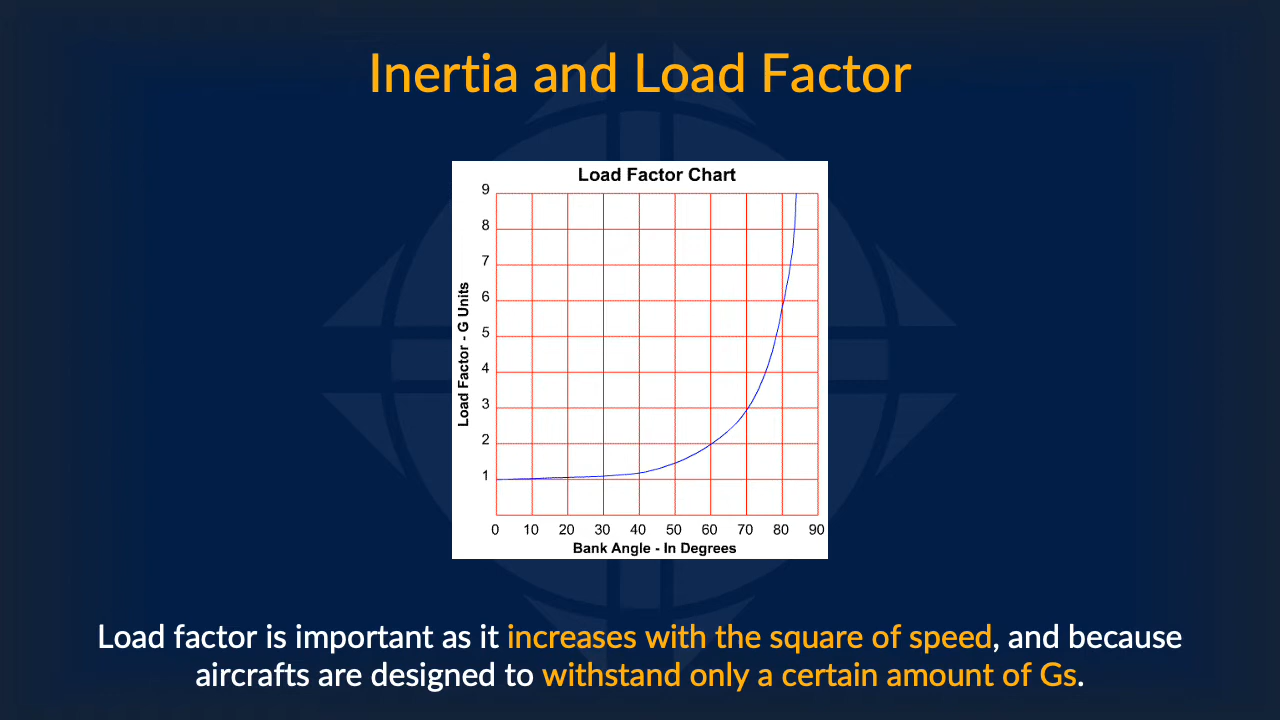 Inertia and Load Factor
Load Factor Chart
9
8
7
6
5
4
3
2
1
Load Factor - G Units
0 10 20 30 40 50 60 70 80 90
Bank Angle - In Degrees
Load factor is important as it increases with the square of speed, and because
aircrafts are designed to withstand only a certain amount of Gs.